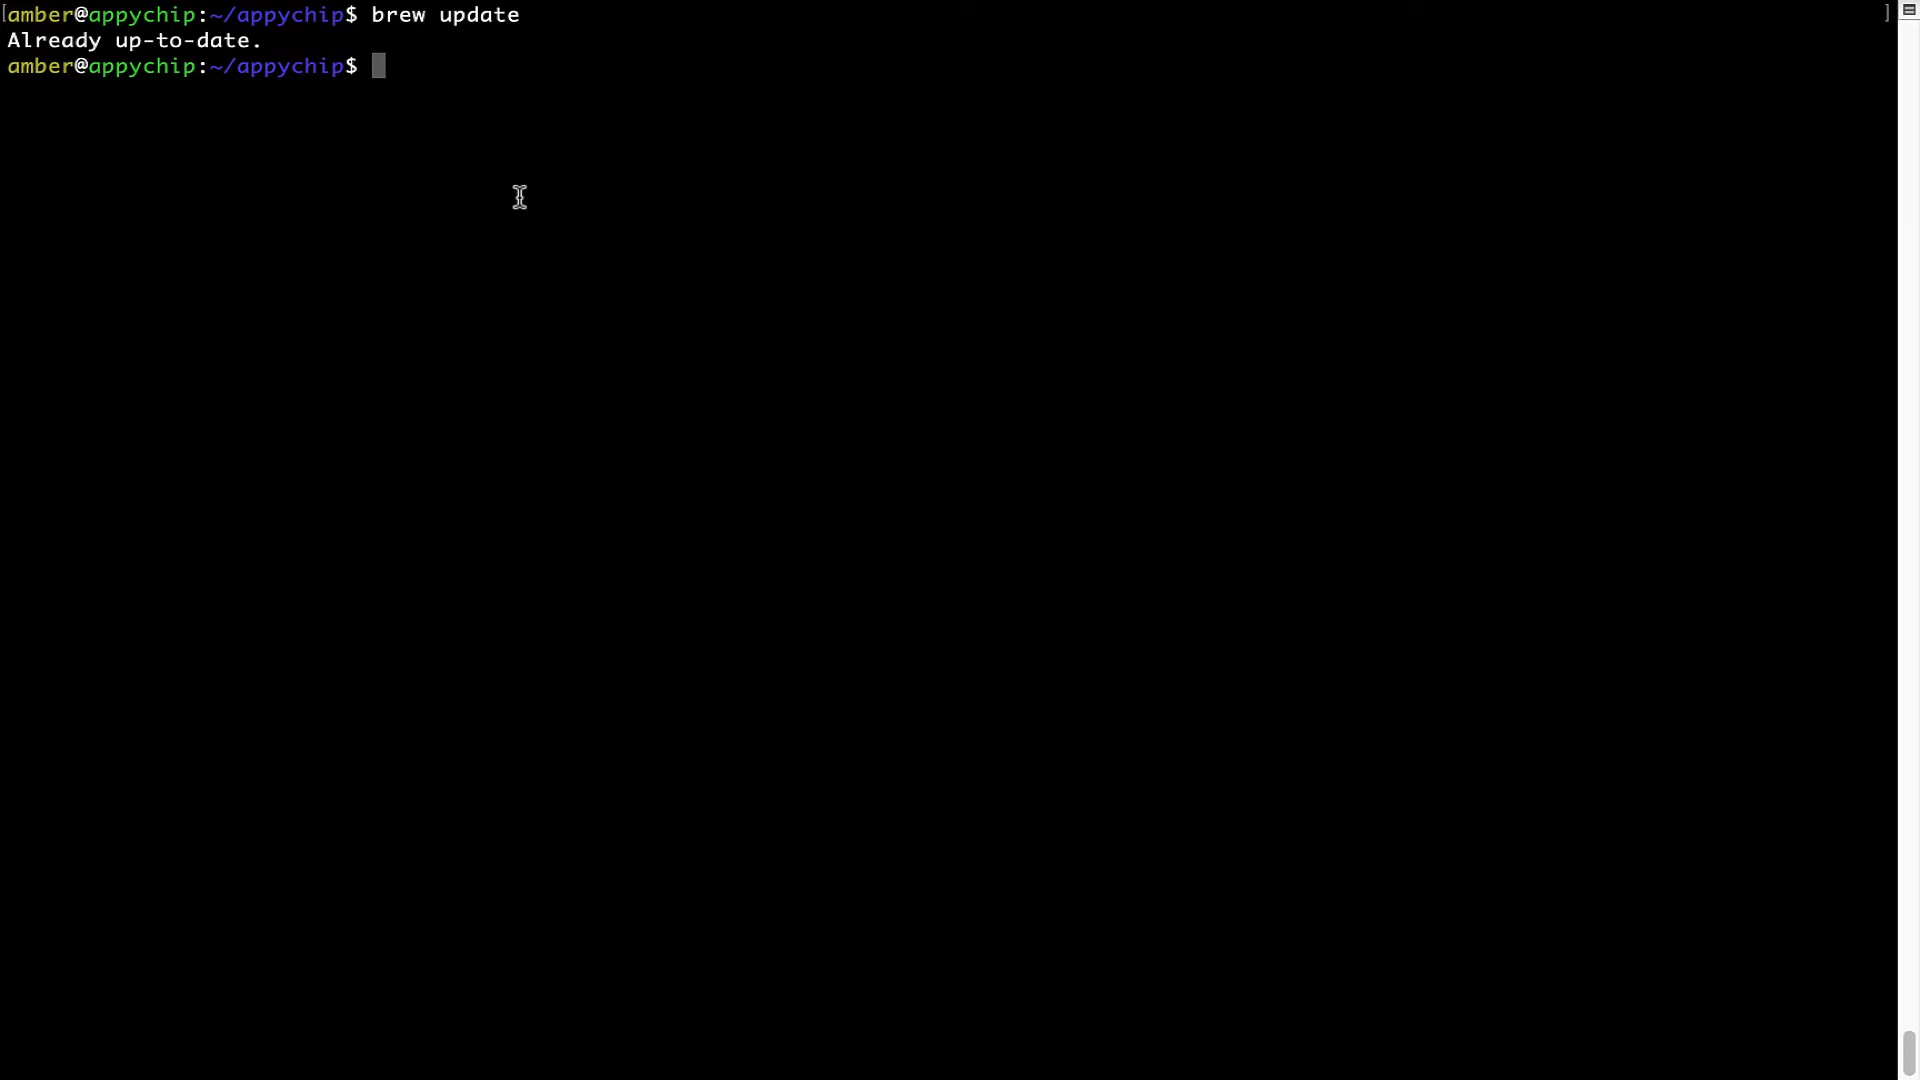 [amber@appychip:~/appychip$ brew update ]
Already up-to-date.
amber@appychip:~/appychip$